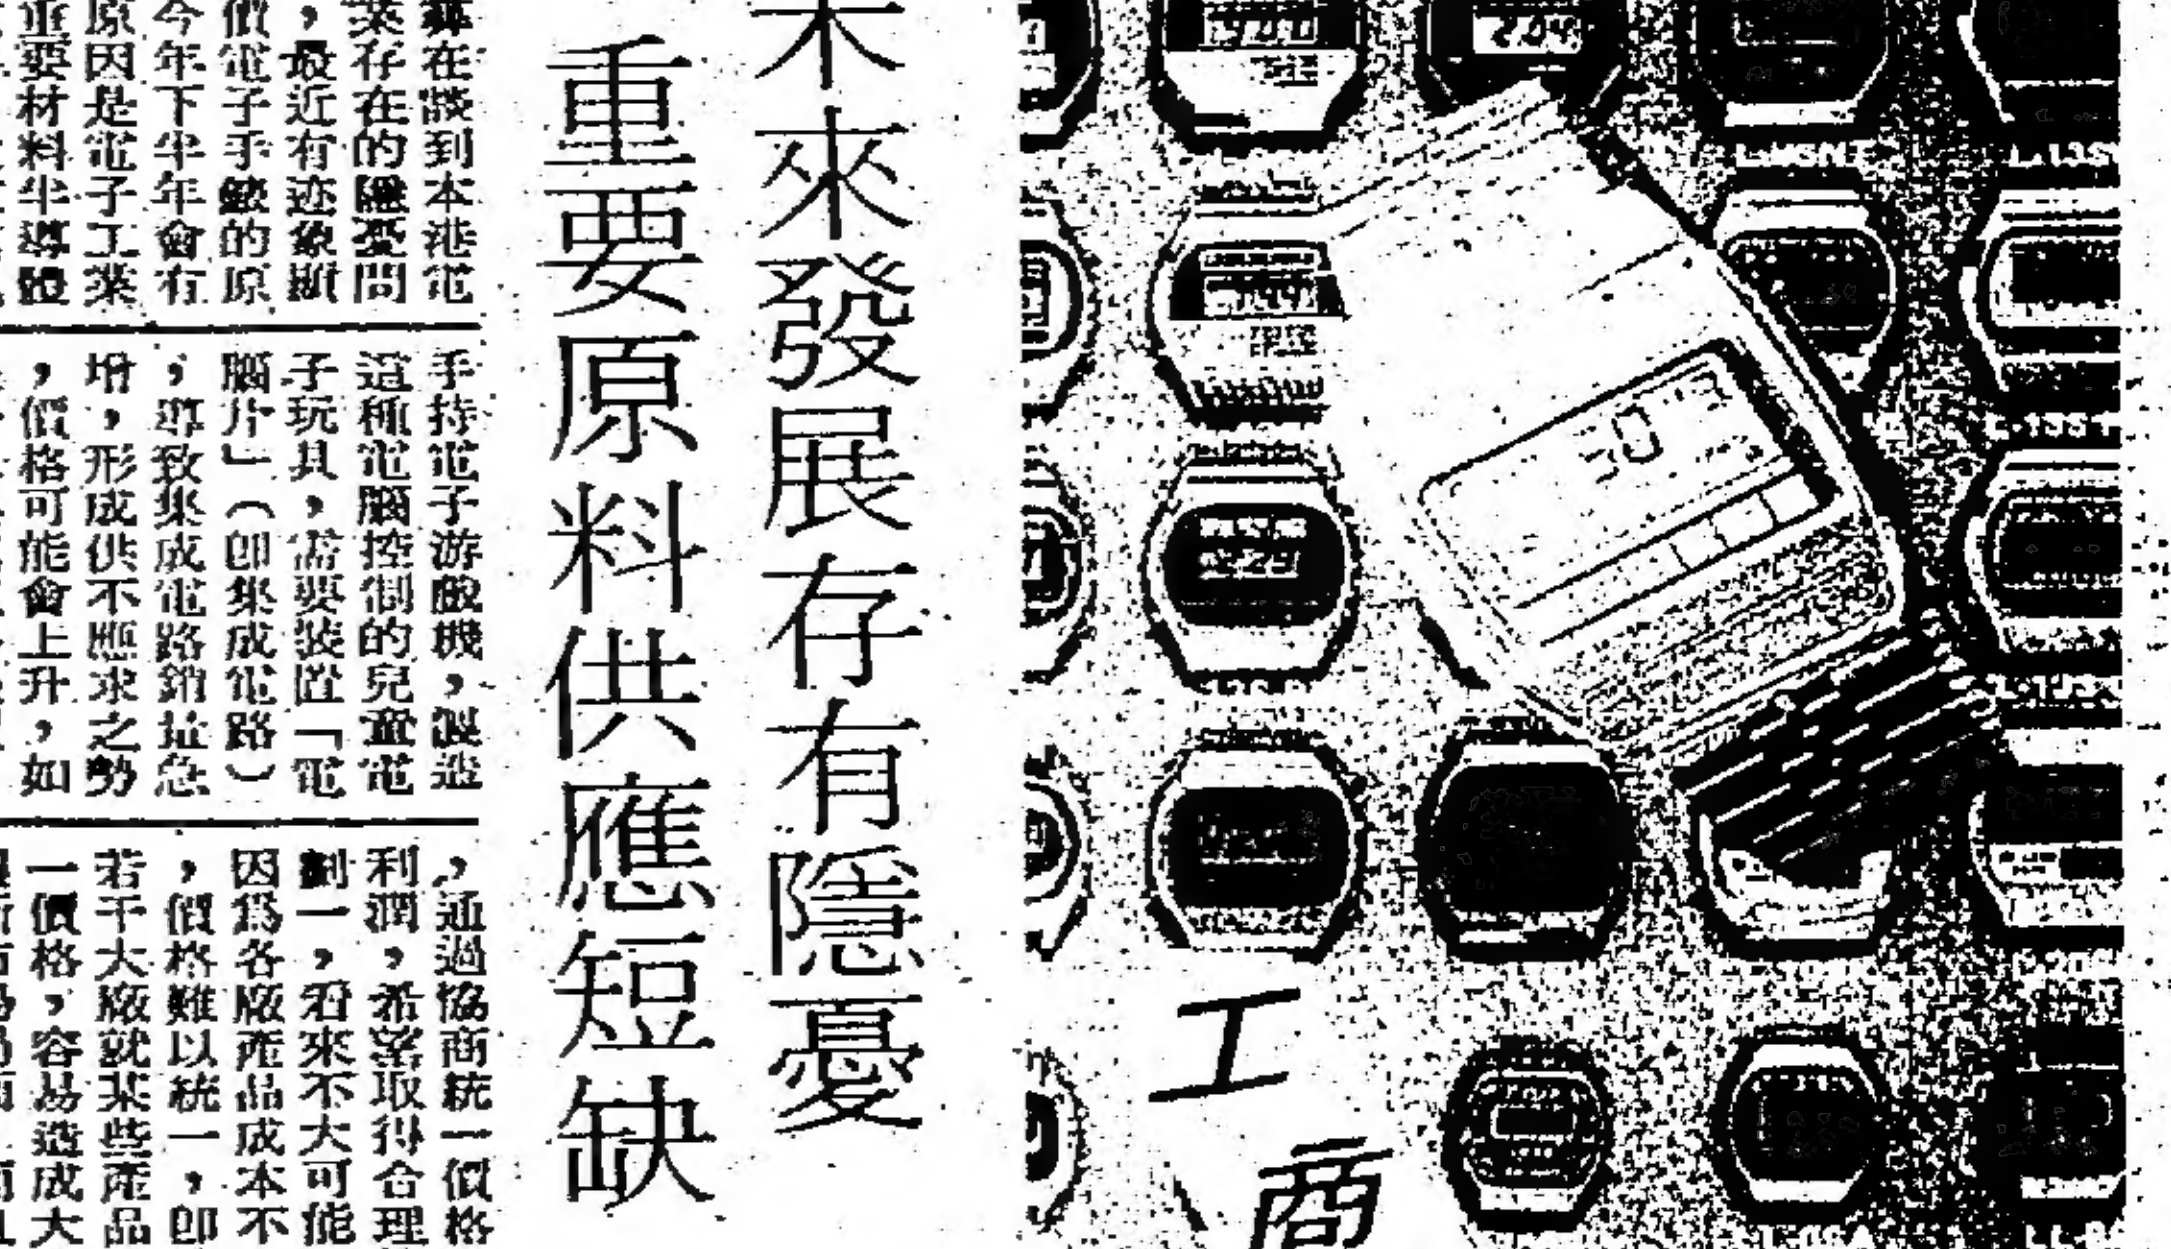 工商
未來發展存有隱憂
重要原料供應短缺
在談到本港電
業存在的隱憂問
，最近有迹象顯
價電子手錶的原
今年下半年會有
原因是電子工業
重要材料半導體
手持電子游戲機，製造
這種電腦控制的兒童電
子玩具，需要裝置「電
腦片」（即集成電路）
，導致集成電路銷量急
增，形成供不應求之勢
，價格可能會上升，如
，通過協商統一價格
利潤，希望取得合理
劃一，看來不大可能
因爲各廠產品成本不
，價格難以統一，即
若干大廠就某些產品
一價格，容易造成大